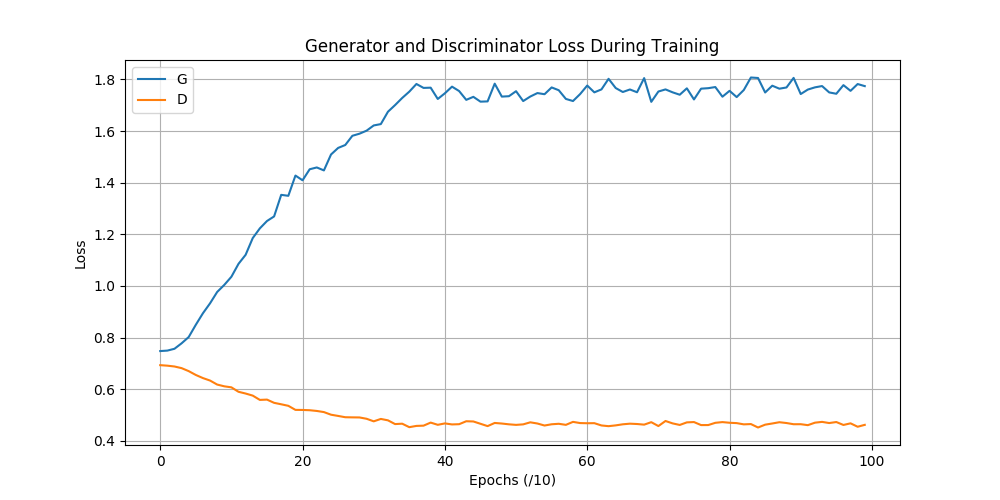 Generator and Discriminator Loss During Training
G
D
1.8
1.6
1.4
1.2
1.0
0.8
0.6
0.4
Loss
0 20 40 60 80 100
Epochs (/10)